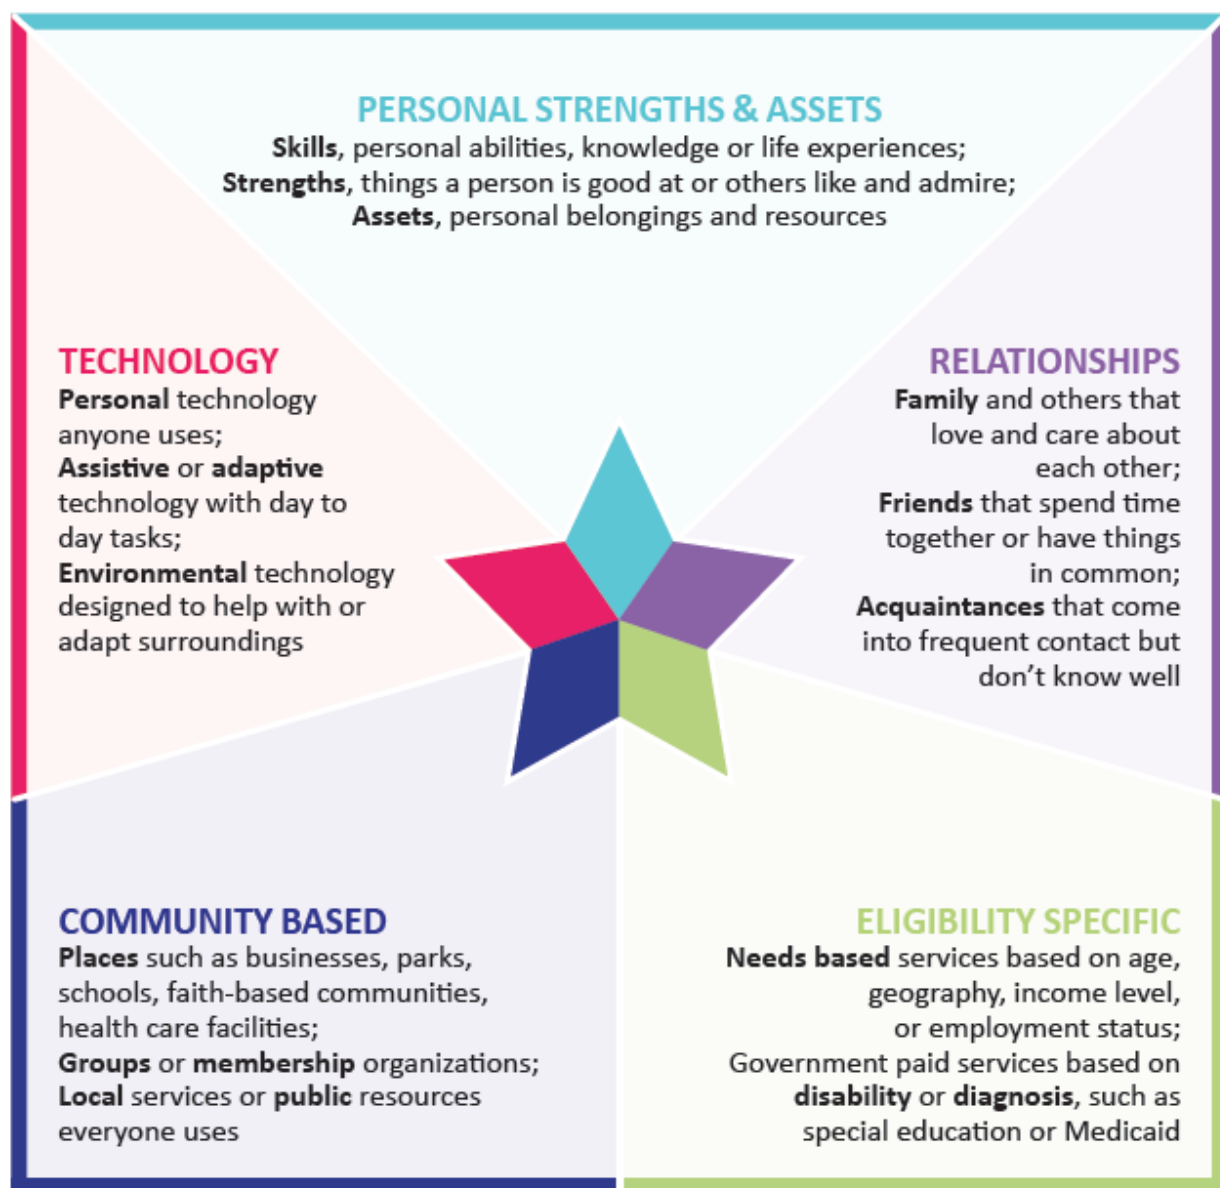 PERSONAL STRENGTHS & ASSETS
Skills, personal abilities, knowledge or life experiences;
Strengths, things a person is good at or others like and admire;
Assets, personal belongings and resources
TECHNOLOGY
Personal technology
anyone uses;
Assistive or adaptive
technology with day to
day tasks;
Environmental technology
designed to help with or
adapt surroundings
RELATIONSHIPS
Family and others that
love and care about
each other;
Friends that spend time
together or have things
in common;
Acquaintances that come
into frequent contact but
don’t know well
COMMUNITY BASED
Places such as businesses, parks,
schools, faith-based communities,
health care facilities;
Groups or membership organizations;
Local services or public resources
everyone uses
ELIGIBILITY SPECIFIC
Needs based services based on age,
geography, income level,
or employment status;
Government paid services based on
disability or diagnosis, such as
special education or Medicaid